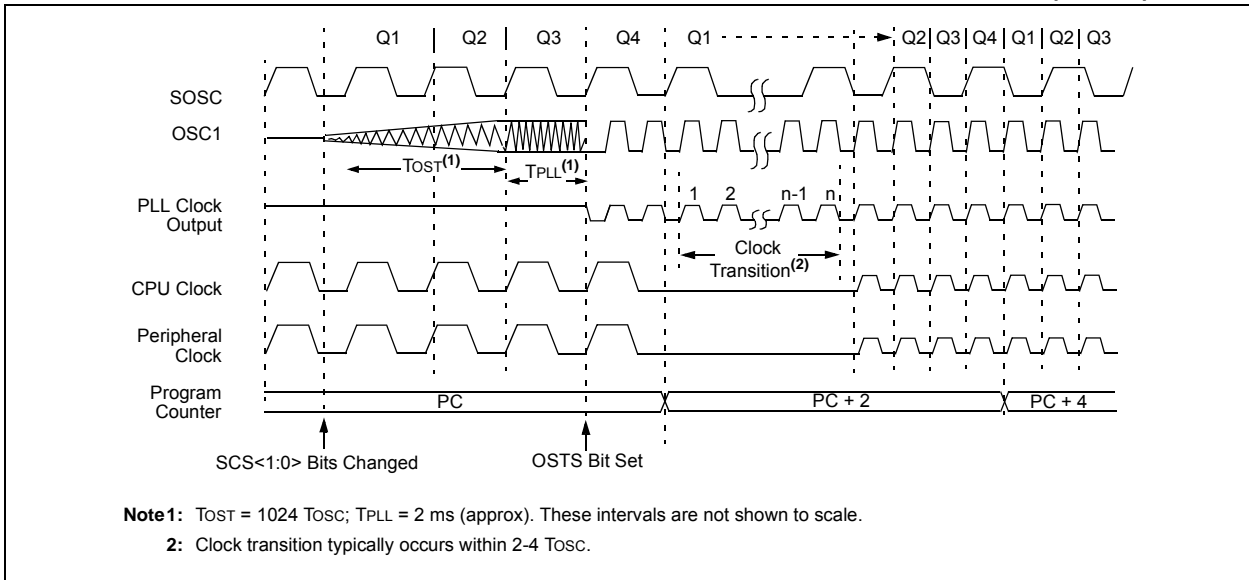 Q1 Q2 Q3 Q4 Q1 Q2 Q3 Q4 Q1 Q2 Q3
SOSC
OSC1
TOST(1)
TPLL(1)
1 2 n-1 n
PLL Clock
Output
Clock
Transition(2)
CPU Clock
Peripheral
Clock
Program
Counter
PC PC + 2 PC + 4
SCS<1:0> Bits Changed OSTS Bit Set
Note1: TOST = 1024 TOSC; TPLL = 2 ms (approx). These intervals are not shown to scale.
2: Clock transition typically occurs within 2-4 TOSC.